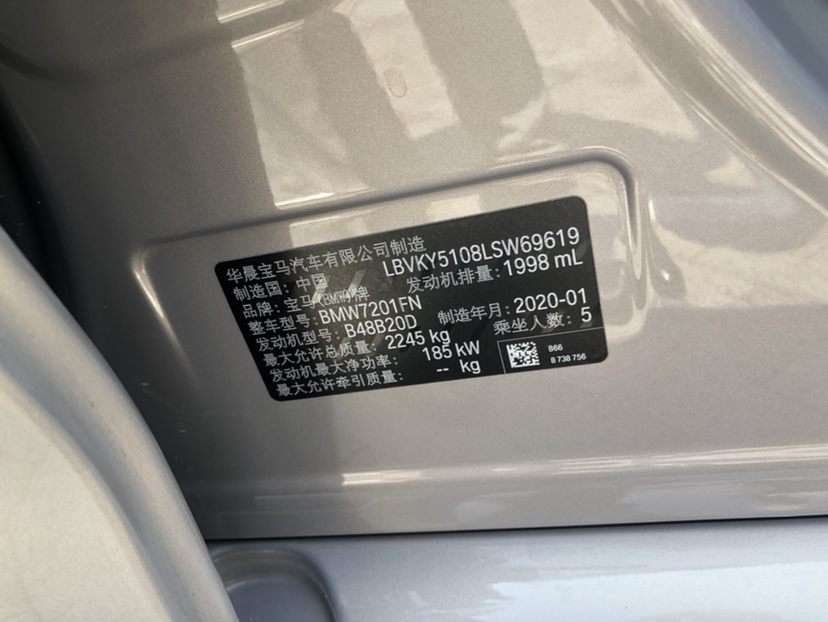 华晨宝马汽车有限公司制造
LBVKY5108LSW69619
制造国：中国 发动机排量：1998 mL
品牌：宝马(BMW)牌
整车型号：BMW7201FN
发动机型号：B48B20D 制造年月：2020-01
最大允许总质量：2245 kg 乘坐人数：5
发动机最大净功率：185 kW
最大允许牵引质量：-- kg
B66
8 738 756